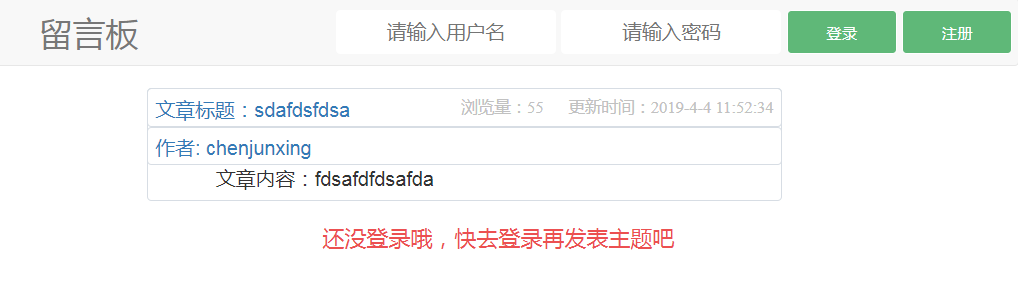 留言板 请输入用户名 请输入密码 登录 注册
文章标题：sdafdsfdsa 浏览量：55 更新时间：2019-4-4 11:52:34
作者: chenjunxing
文章内容：fdsafdfdsafda
还没登录哦，快去登录再发表主题吧